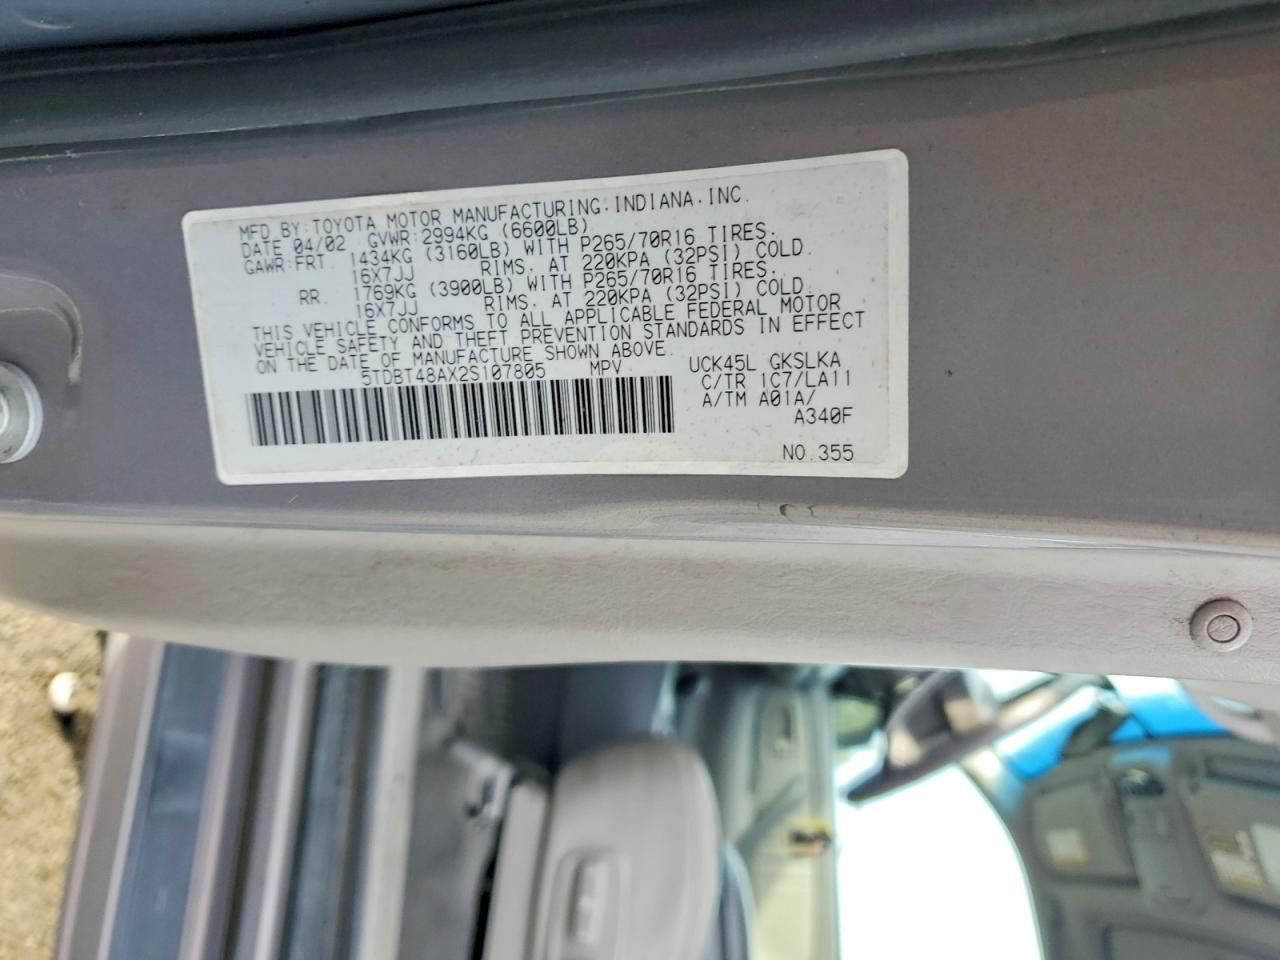 MFD BY: TOYOTA MOTOR MANUFACTURING, INDIANA, INC.
DATE 04/02 GVWR: 2994KG (6600LB)
GAWR: FRT. 1434KG (3160LB) WITH P265/70R16 TIRES.
16X7JJ RIMS. AT 220KPA (32PSI) COLD.
RR. 1769KG (3900LB) WITH P265/70R16 TIRES.
16X7JJ RIMS. AT 220KPA (32PSI) COLD.
THIS VEHICLE CONFORMS TO ALL APPLICABLE FEDERAL MOTOR
VEHICLE SAFETY AND THEFT PREVENTION STANDARDS IN EFFECT
ON THE DATE OF MANUFACTURE SHOWN ABOVE.
5TDBT48AX2S107805 MPV UCK45L GKSLKA
C/TR 1C7/LA11
A/TM A01A/
A340F
NO. 355